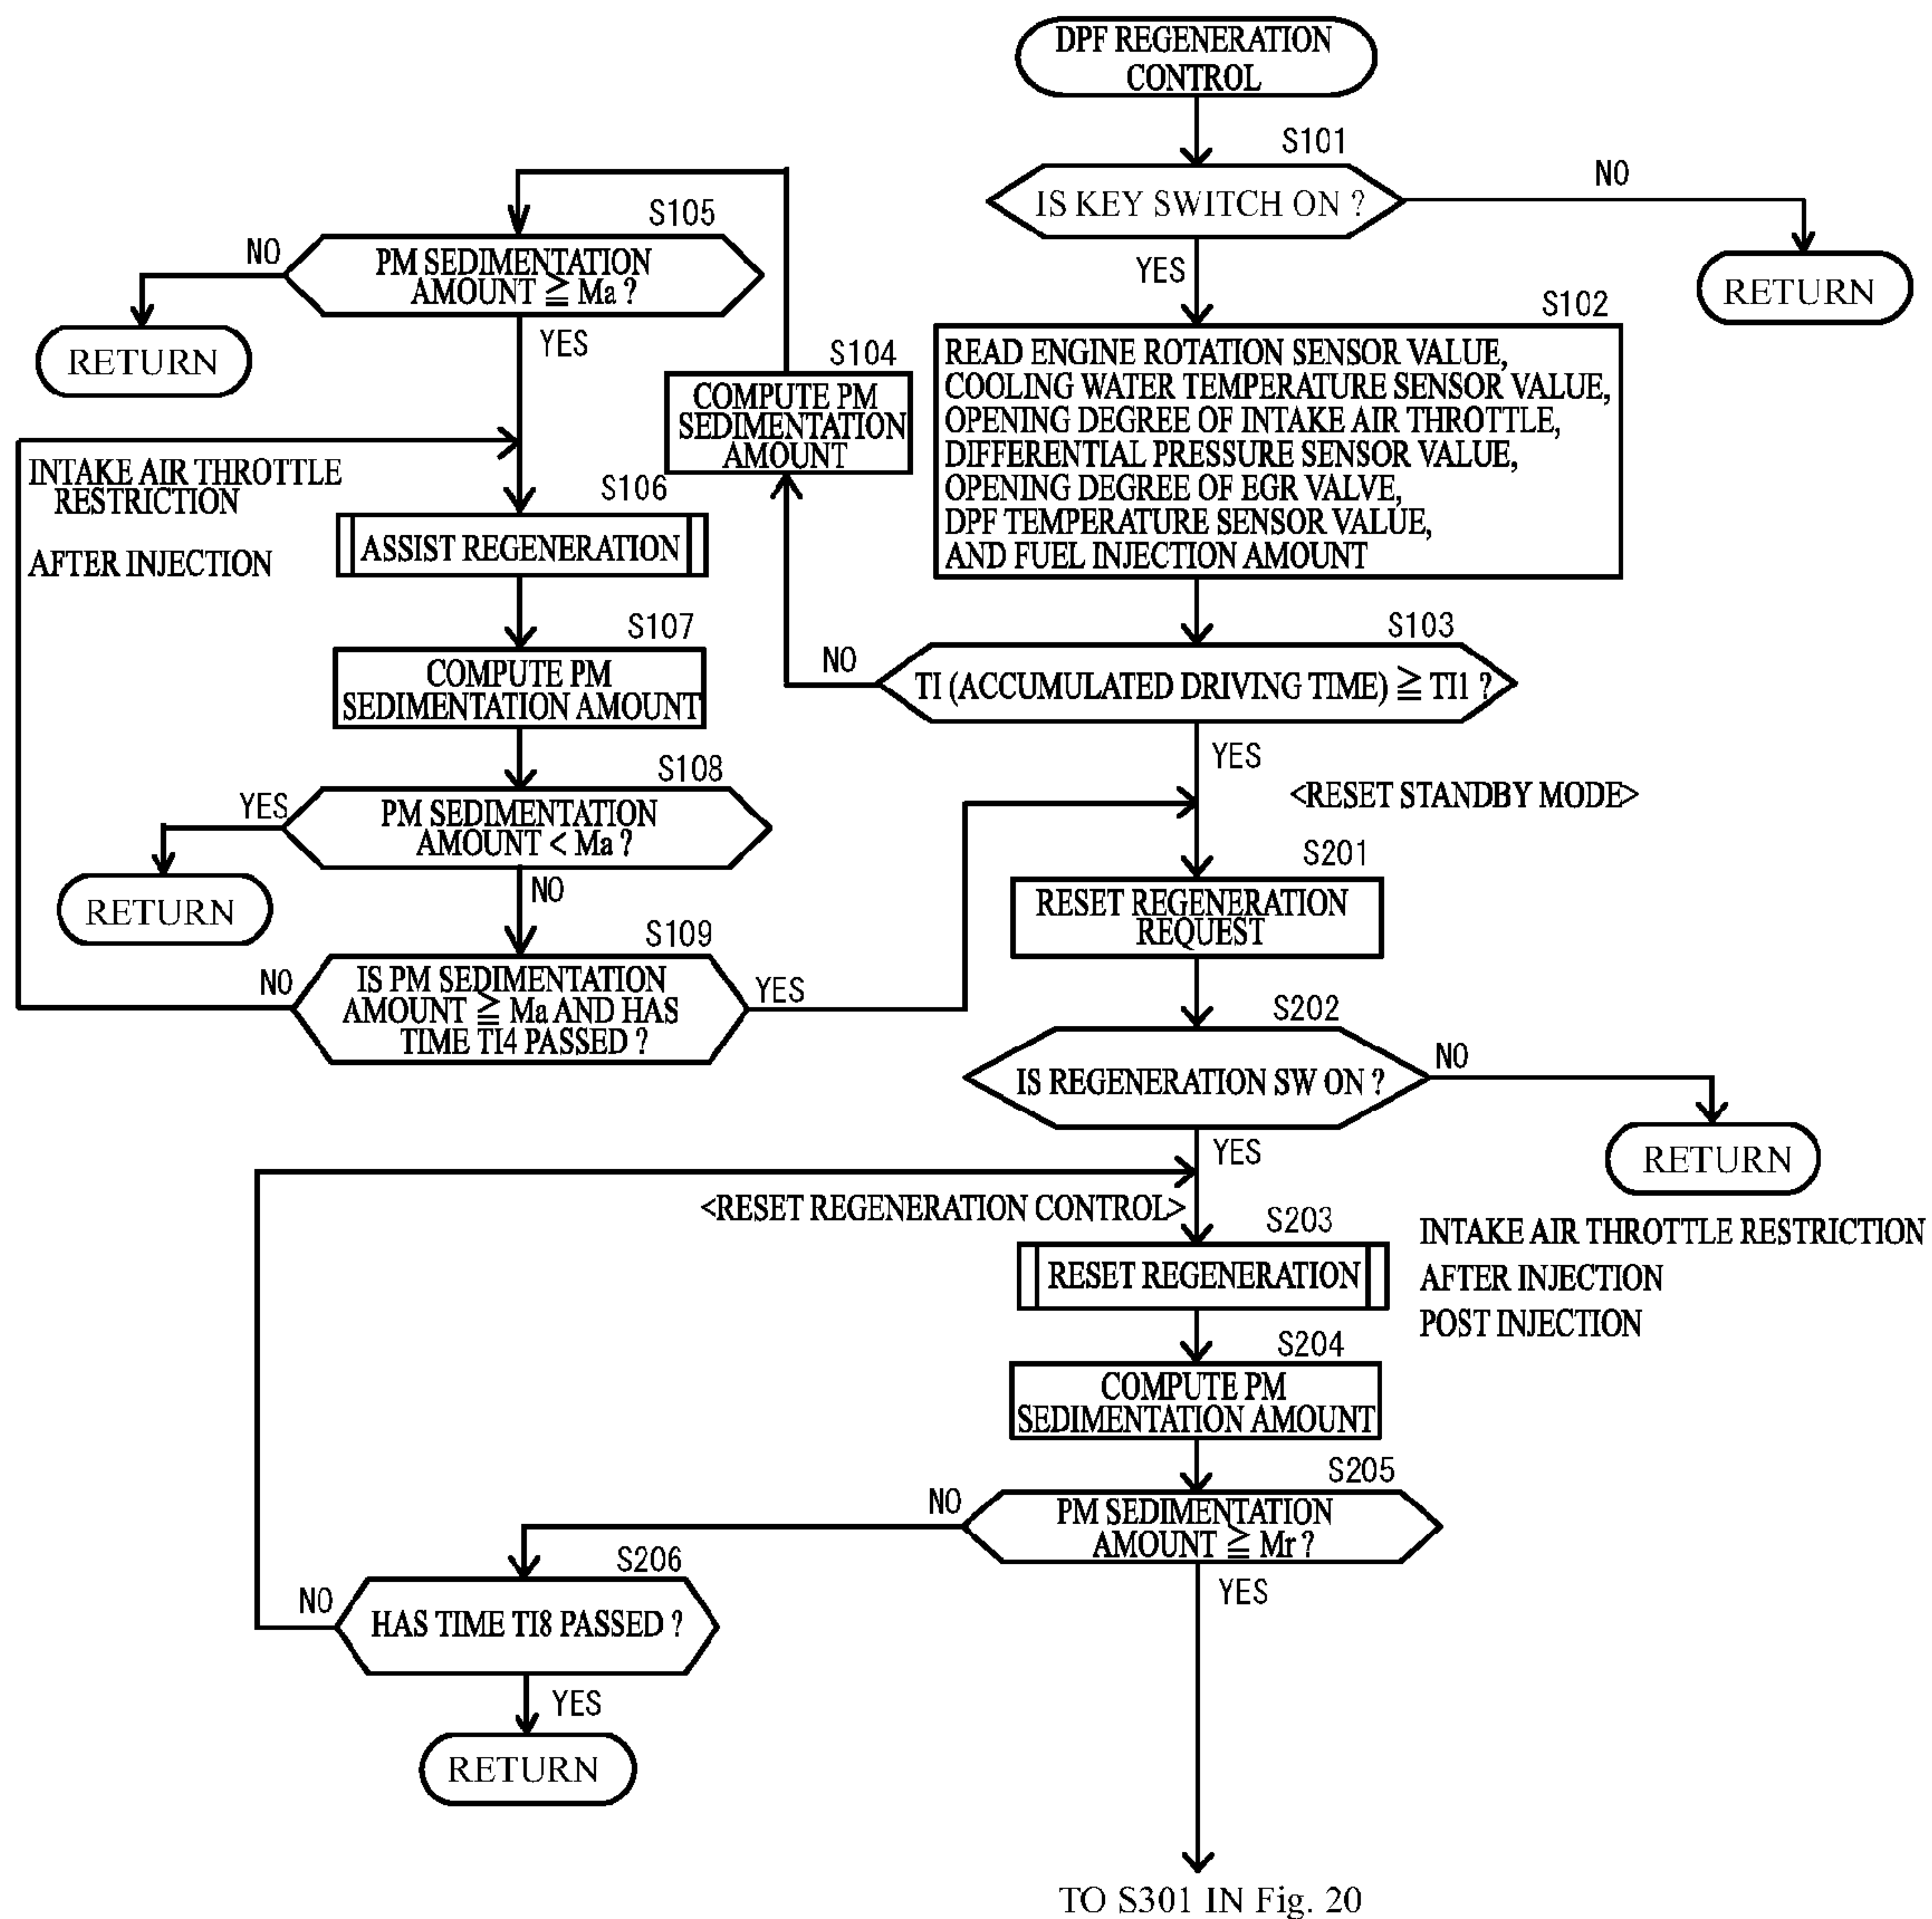 DPF REGENERATION
CONTROL
S101
IS KEY SWITCH ON ?
NO
RETURN
YES
S102
READ ENGINE ROTATION SENSOR VALUE,
COOLING WATER TEMPERATURE SENSOR VALUE,
OPENING DEGREE OF INTAKE AIR THROTTLE,
DIFFERENTIAL PRESSURE SENSOR VALUE,
OPENING DEGREE OF EGR VALVE,
DPF TEMPERATURE SENSOR VALUE,
AND FUEL INJECTION AMOUNT
S103
TI (ACCUMULATED DRIVING TIME) ≧ TI1 ?
NO
YES
S104
COMPUTE PM
SEDIMENTATION
AMOUNT
S105
PM SEDIMENTATION
AMOUNT ≧ Ma ?
NO
RETURN
YES
INTAKE AIR THROTTLE
RESTRICTION
AFTER INJECTION
S106
ASSIST REGENERATION
S107
COMPUTE PM
SEDIMENTATION AMOUNT
S108
PM SEDIMENTATION
AMOUNT < Ma ?
YES
RETURN
NO
S109
IS PM SEDIMENTATION
AMOUNT ≧ Ma AND HAS
TIME TI4 PASSED ?
NO
YES
<RESET STANDBY MODE>
S201
RESET REGENERATION
REQUEST
S202
IS REGENERATION SW ON ?
NO
RETURN
YES
<RESET REGENERATION CONTROL>
S203
RESET REGENERATION
INTAKE AIR THROTTLE RESTRICTION
AFTER INJECTION
POST INJECTION
S204
COMPUTE PM
SEDIMENTATION AMOUNT
S205
PM SEDIMENTATION
AMOUNT ≧ Mr ?
NO
YES
S206
HAS TIME TI8 PASSED ?
NO
YES
RETURN
TO S301 IN Fig. 20